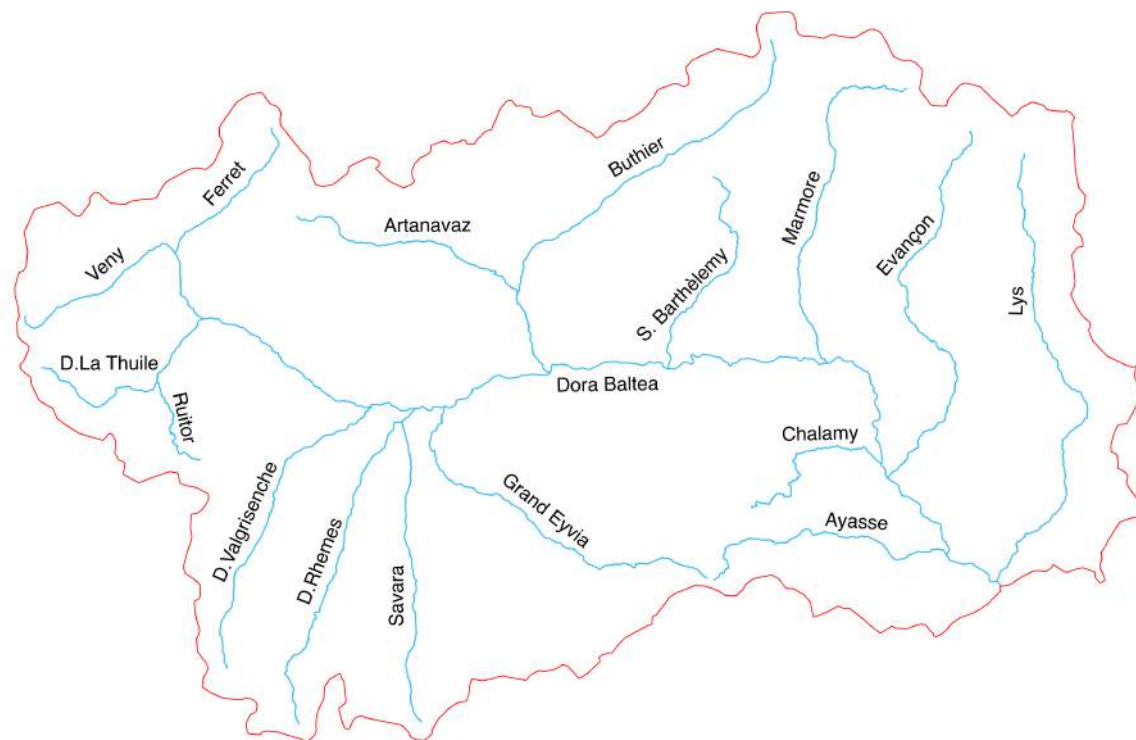 Buthier
Ferret
Artanavaz
Marmore
Evançon
Veny
S. Barthèlemy
Lys
D.La Thuile
Dora Baltea
Ruitor
Chalamy
D.Valgrisenche
Grand Eyvia
Ayasse
D.Rhemes
Savara